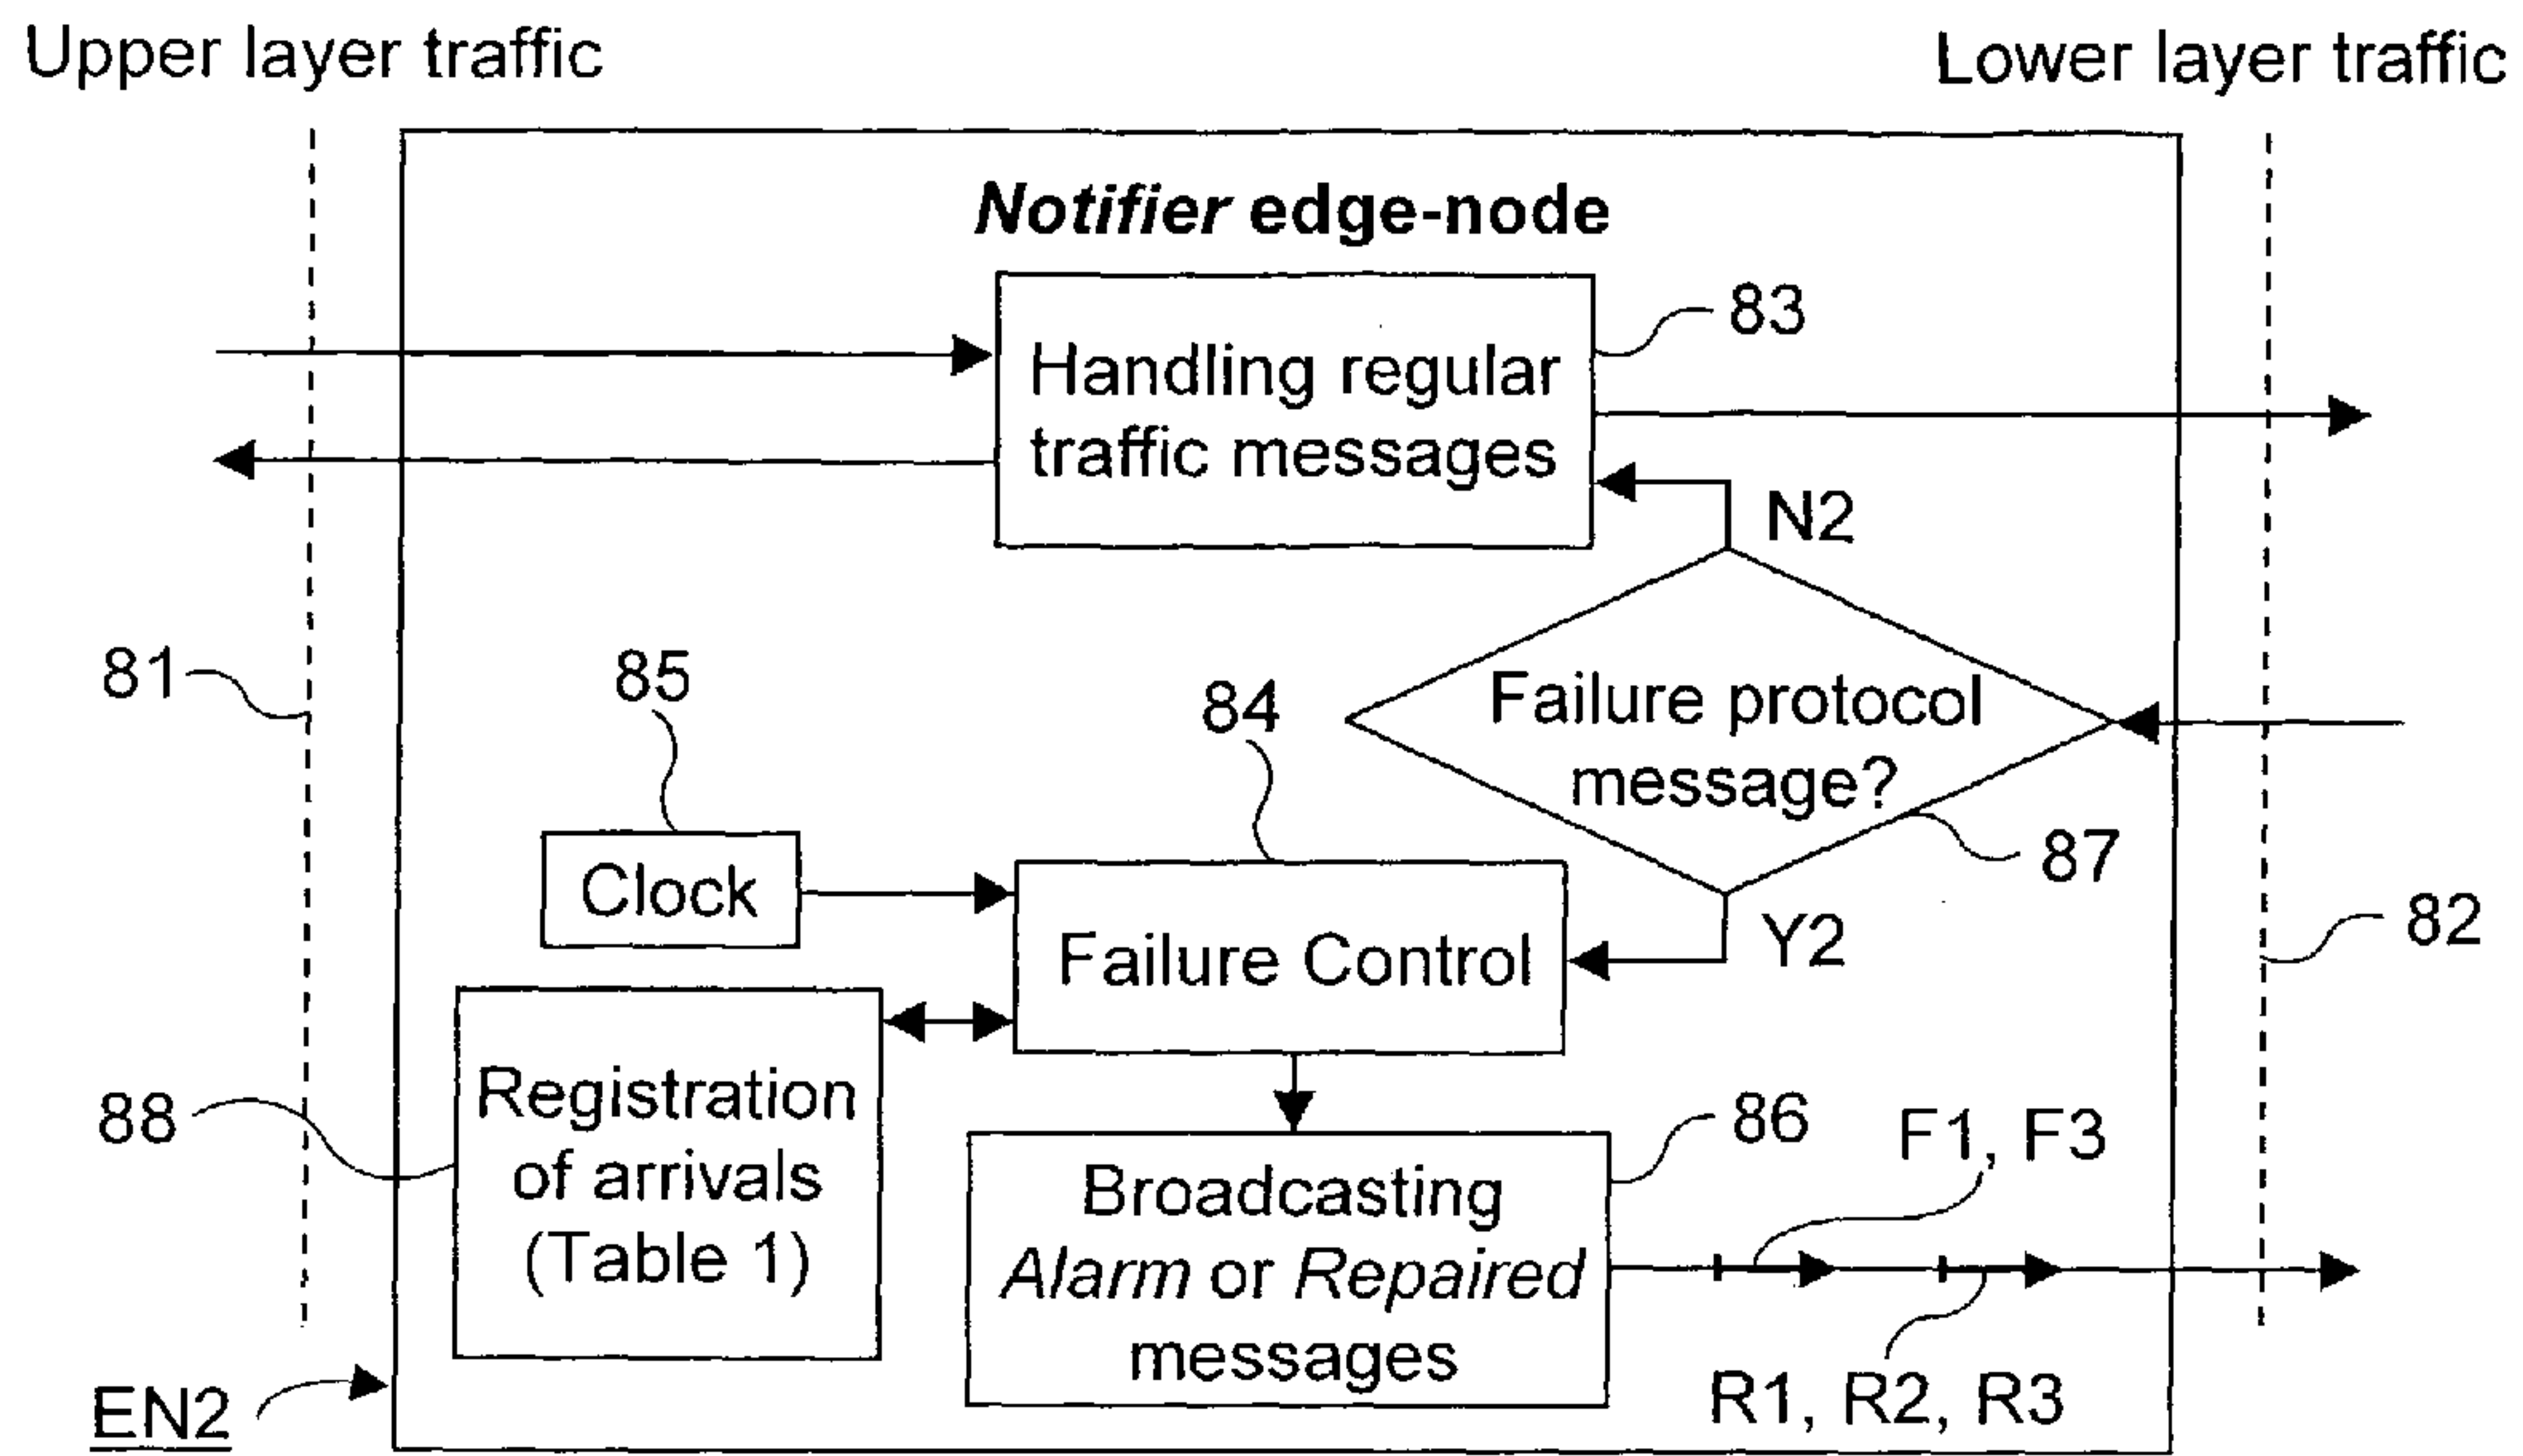 Upper layer traffic
Lower layer traffic
Notifier edge-node
83
Handling regular
traffic messages
N2
81
85
84
Failure protocol
message?
87
Clock
Y2
82
Failure Control
88
Registration
of arrivals
(Table 1)
86
F1, F3
Broadcasting
Alarm or Repaired
messages
R1, R2, R3
EN2